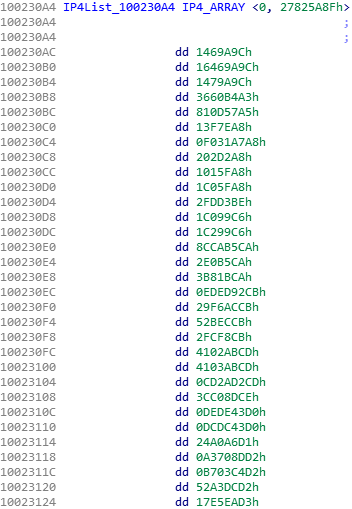 100230A4 IP4List_100230A4 IP4_ARRAY <0, 27825A8Fh>
100230A4 ;
100230A4 ;
100230AC dd 1469A9Ch
100230B0 dd 16469A9Ch
100230B4 dd 1479A9Ch
100230B8 dd 3660B4A3h
100230BC dd 810D57A5h
100230C0 dd 13F7EA8h
100230C4 dd 0F031A7A8h
100230C8 dd 202D2A8h
100230CC dd 1015FA8h
100230D0 dd 1C05FA8h
100230D4 dd 2FDD3BEh
100230D8 dd 1C099C6h
100230DC dd 1C299C6h
100230E0 dd 8CCAB5CAh
100230E4 dd 2E0B5CAh
100230E8 dd 3B81BCAh
100230EC dd 0EDED92CBh
100230F0 dd 29F6ACCBh
100230F4 dd 52BECCBh
100230F8 dd 2FCF8CBh
100230FC dd 4102ABCDh
10023100 dd 4103ABCDh
10023104 dd 0CD2AD2CDh
10023108 dd 3CC08DCEh
1002310C dd 0DEDE43D0h
10023110 dd 0DCDC43D0h
10023114 dd 24A0A6D1h
10023118 dd 0A3708DD2h
1002311C dd 0B703C4D2h
10023120 dd 52A3DCD2h
10023124 dd 17E5EAD3h